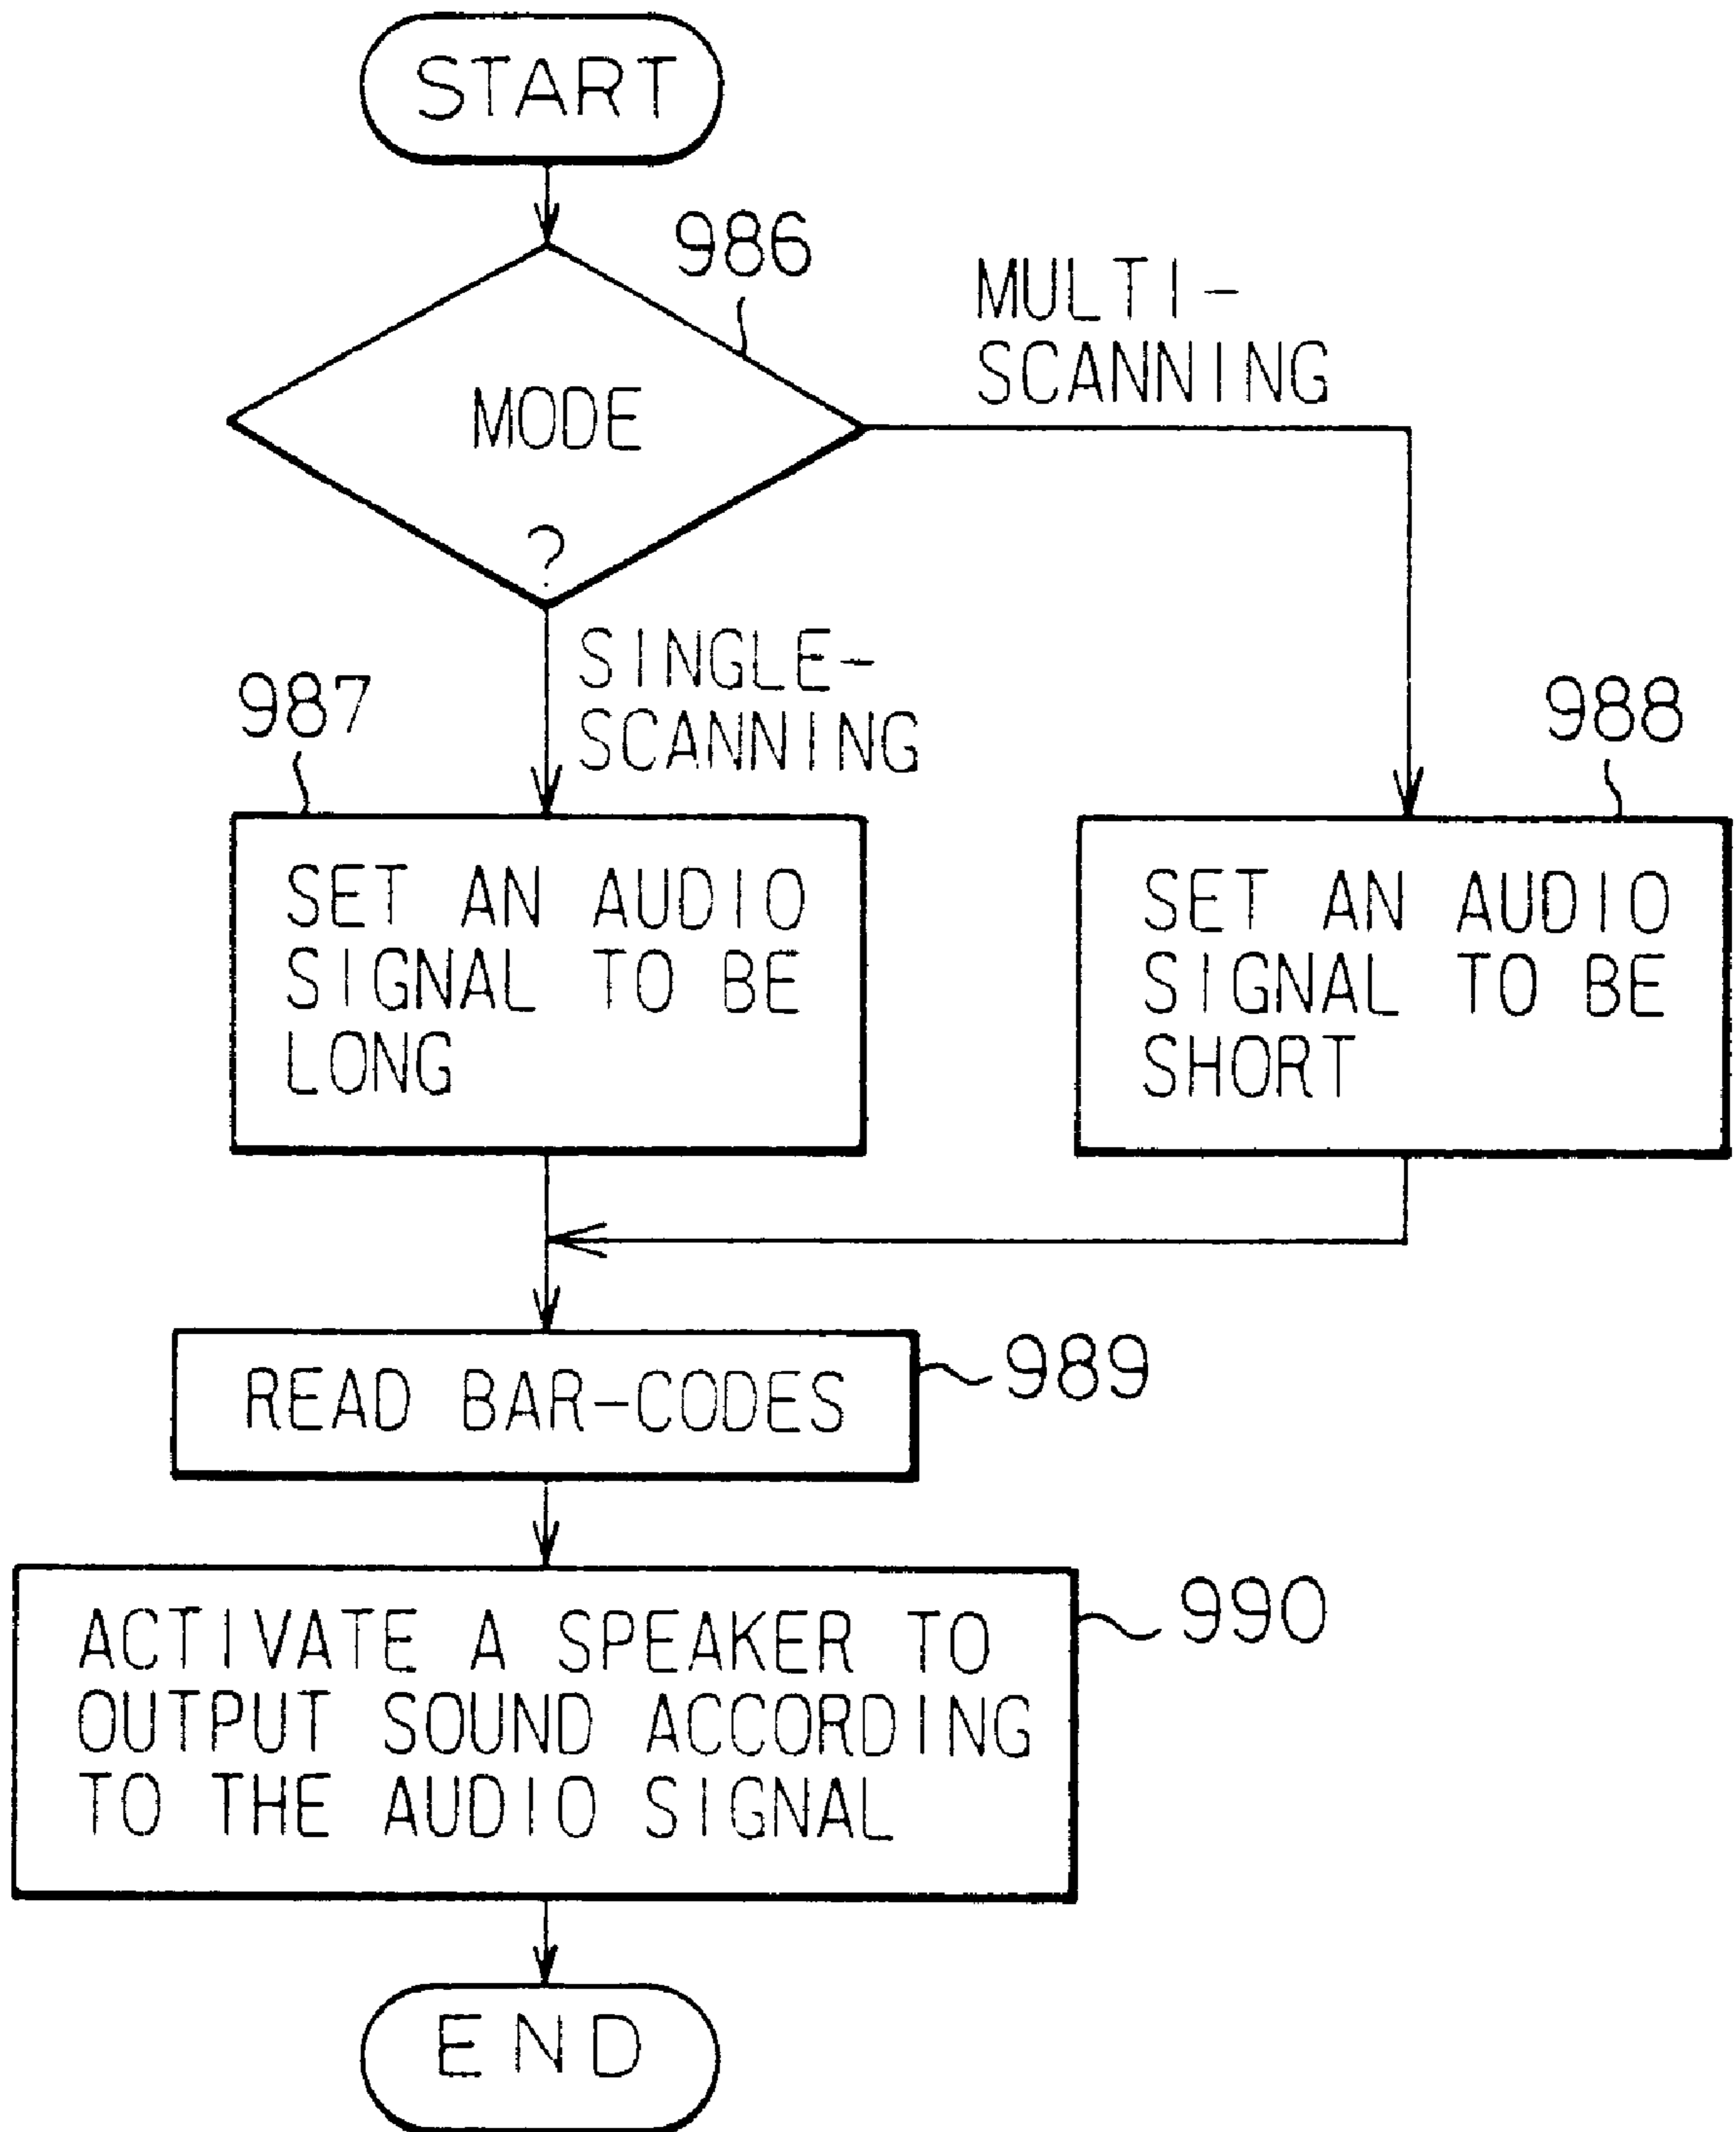 START
986
MULTI-
SCANNING
MODE
?
SINGLE-
SCANNING
987
988
SET AN AUDIO
SIGNAL TO BE
LONG
SET AN AUDIO
SIGNAL TO BE
SHORT
READ BAR-CODES
989
ACTIVATE A SPEAKER TO
OUTPUT SOUND ACCORDING
TO THE AUDIO SIGNAL
990
END